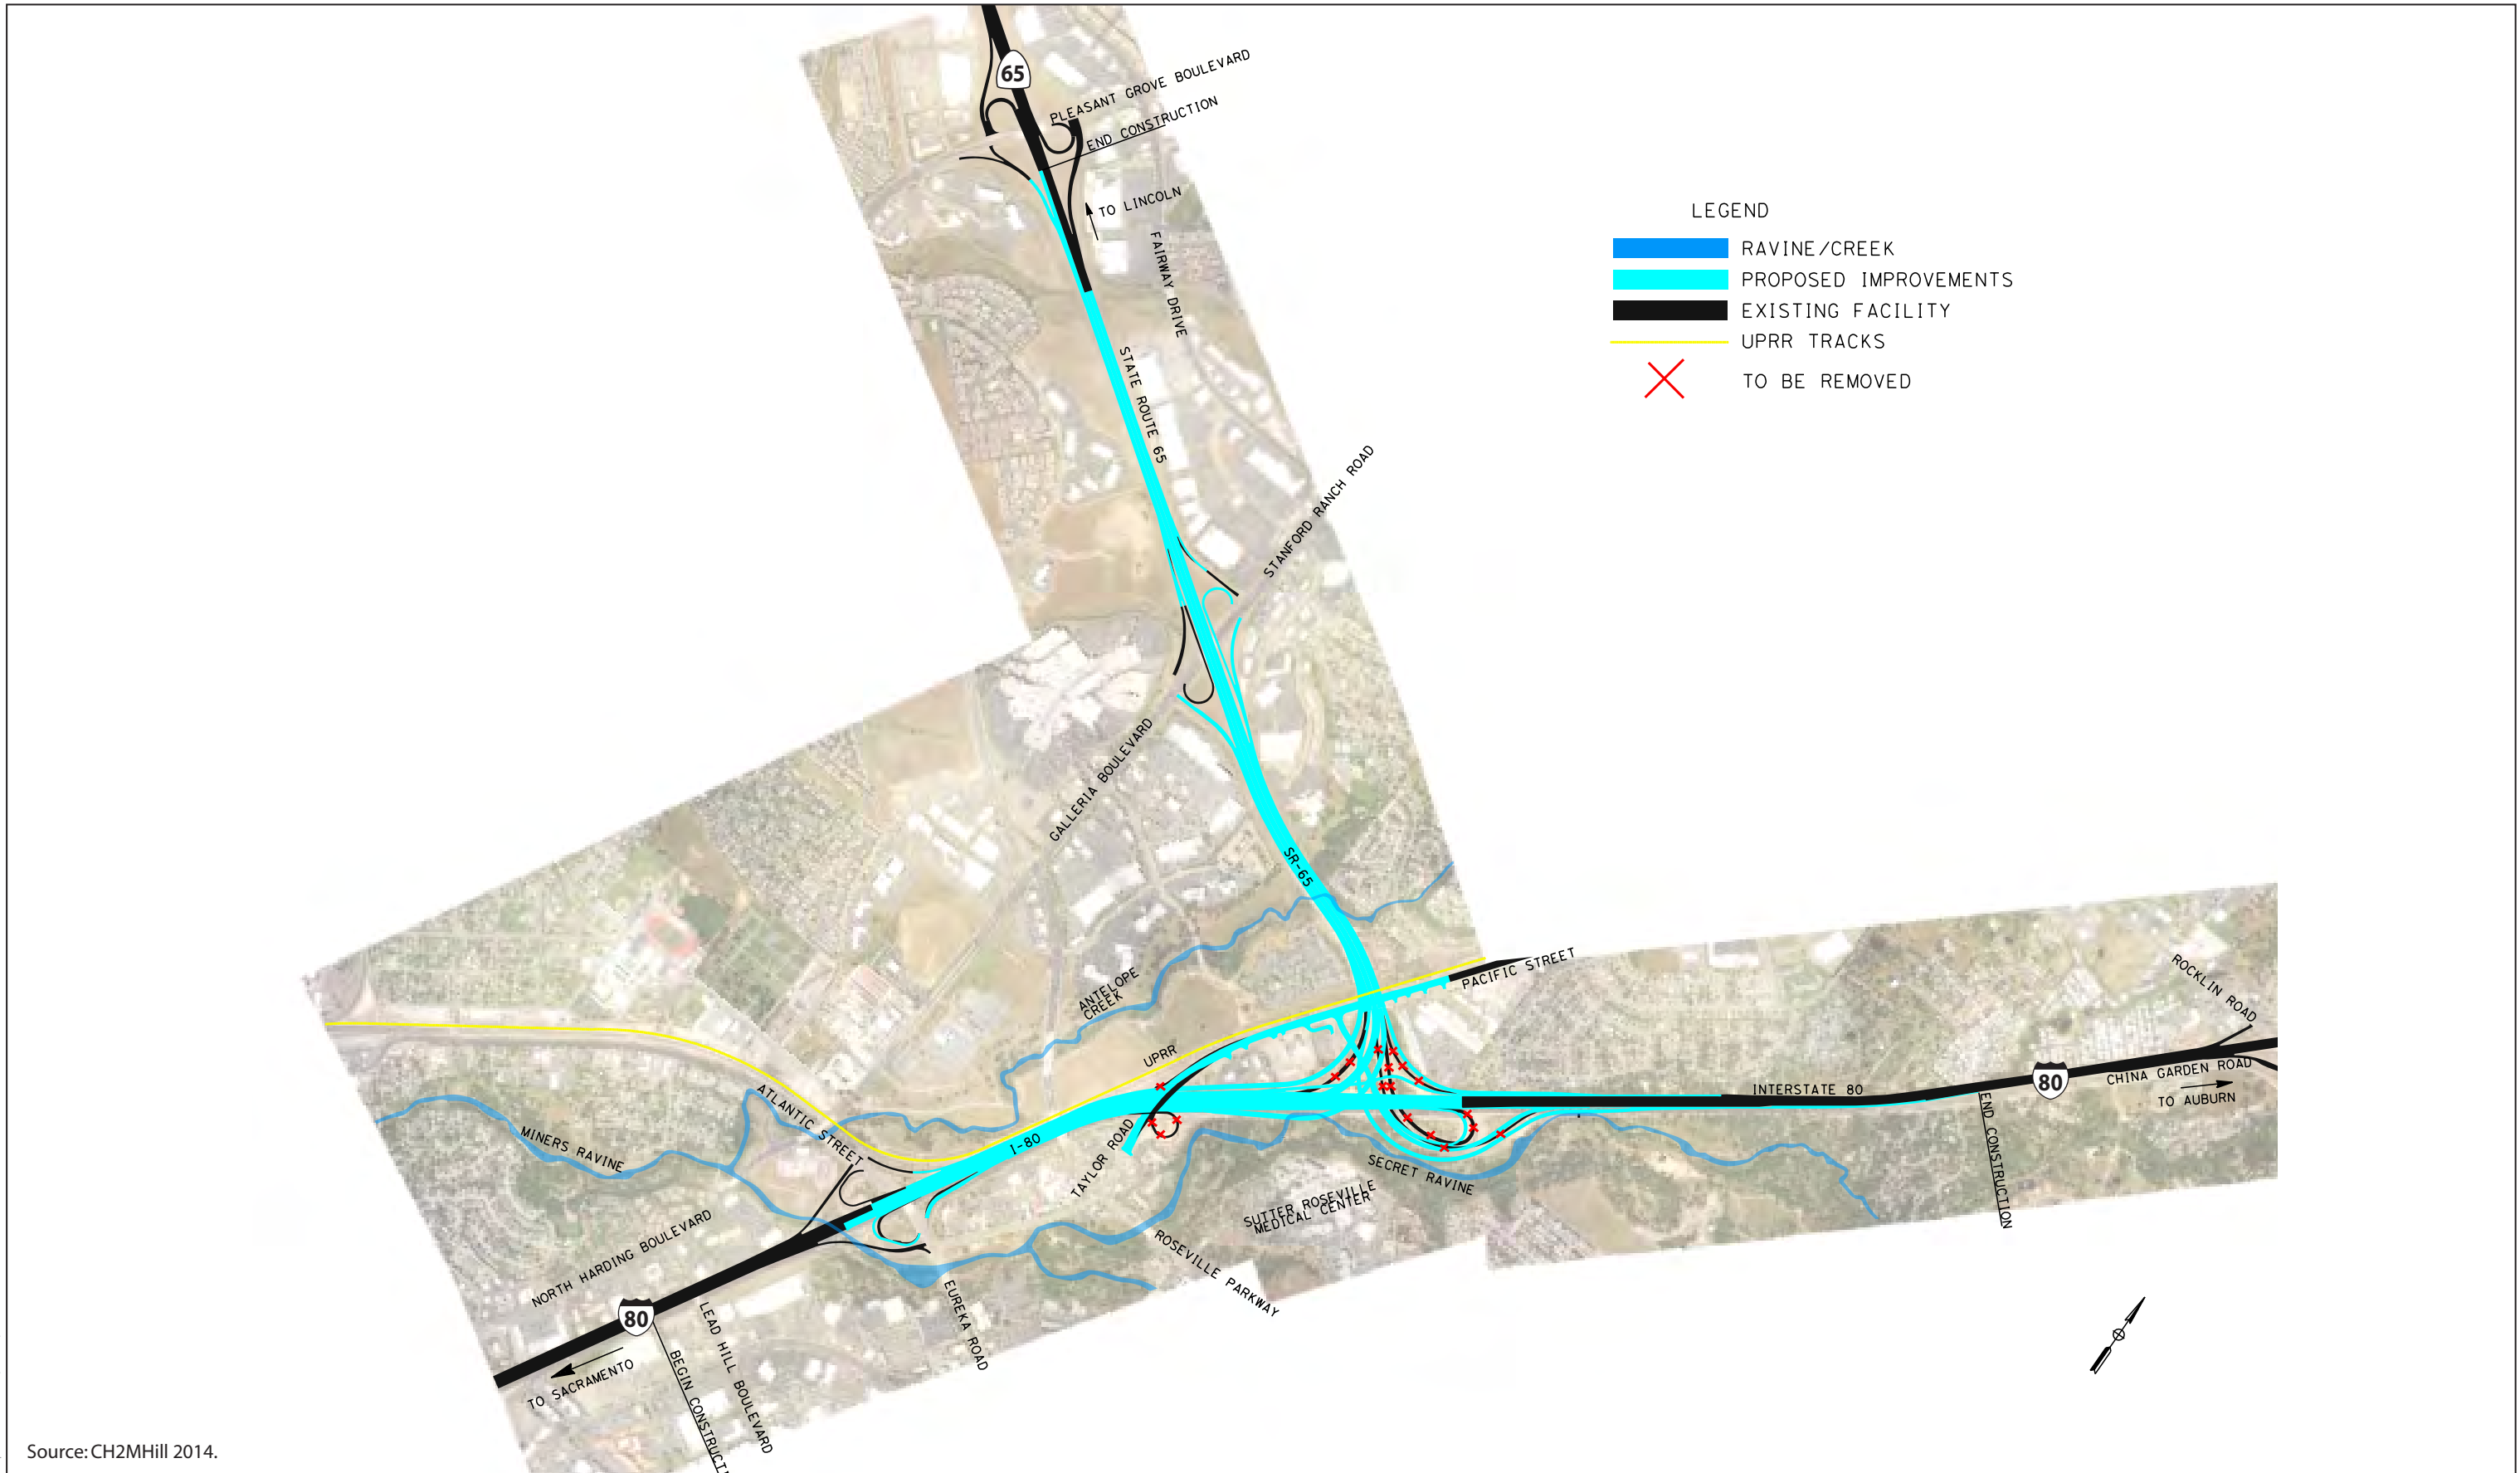 65
PLEASANT GROVE BOULEVARD
END CONSTRUCTION
TO LINCOLN
FAIRWAY DRIVE
LEGEND
RAVINE/CREEK
PROPOSED IMPROVEMENTS
EXISTING FACILITY
UPRR TRACKS
TO BE REMOVED
STATE ROUTE 65
STANFORD RANCH ROAD
GALLERIA BOULEVARD
SR-65
ANTELOPE
CREEK
PACIFIC STREET
ROCKLIN ROAD
UPRR
ATLANTIC STREET
MINERS RAVINE
I-80
TAYLOR ROAD
INTERSTATE 80
80
CHINA GARDEN ROAD
TO AUBURN
END CONSTRUCTION
SECRET RAVINE
SUTTER ROSEVILLE
MEDICAL CENTER
ROSEVILLE PARKWAY
NORTH HARDING BOULEVARD
EUREKA ROAD
80
LEAD HILL BOULEVARD
TO SACRAMENTO
BEGIN
Source: CH2MHill 2014.